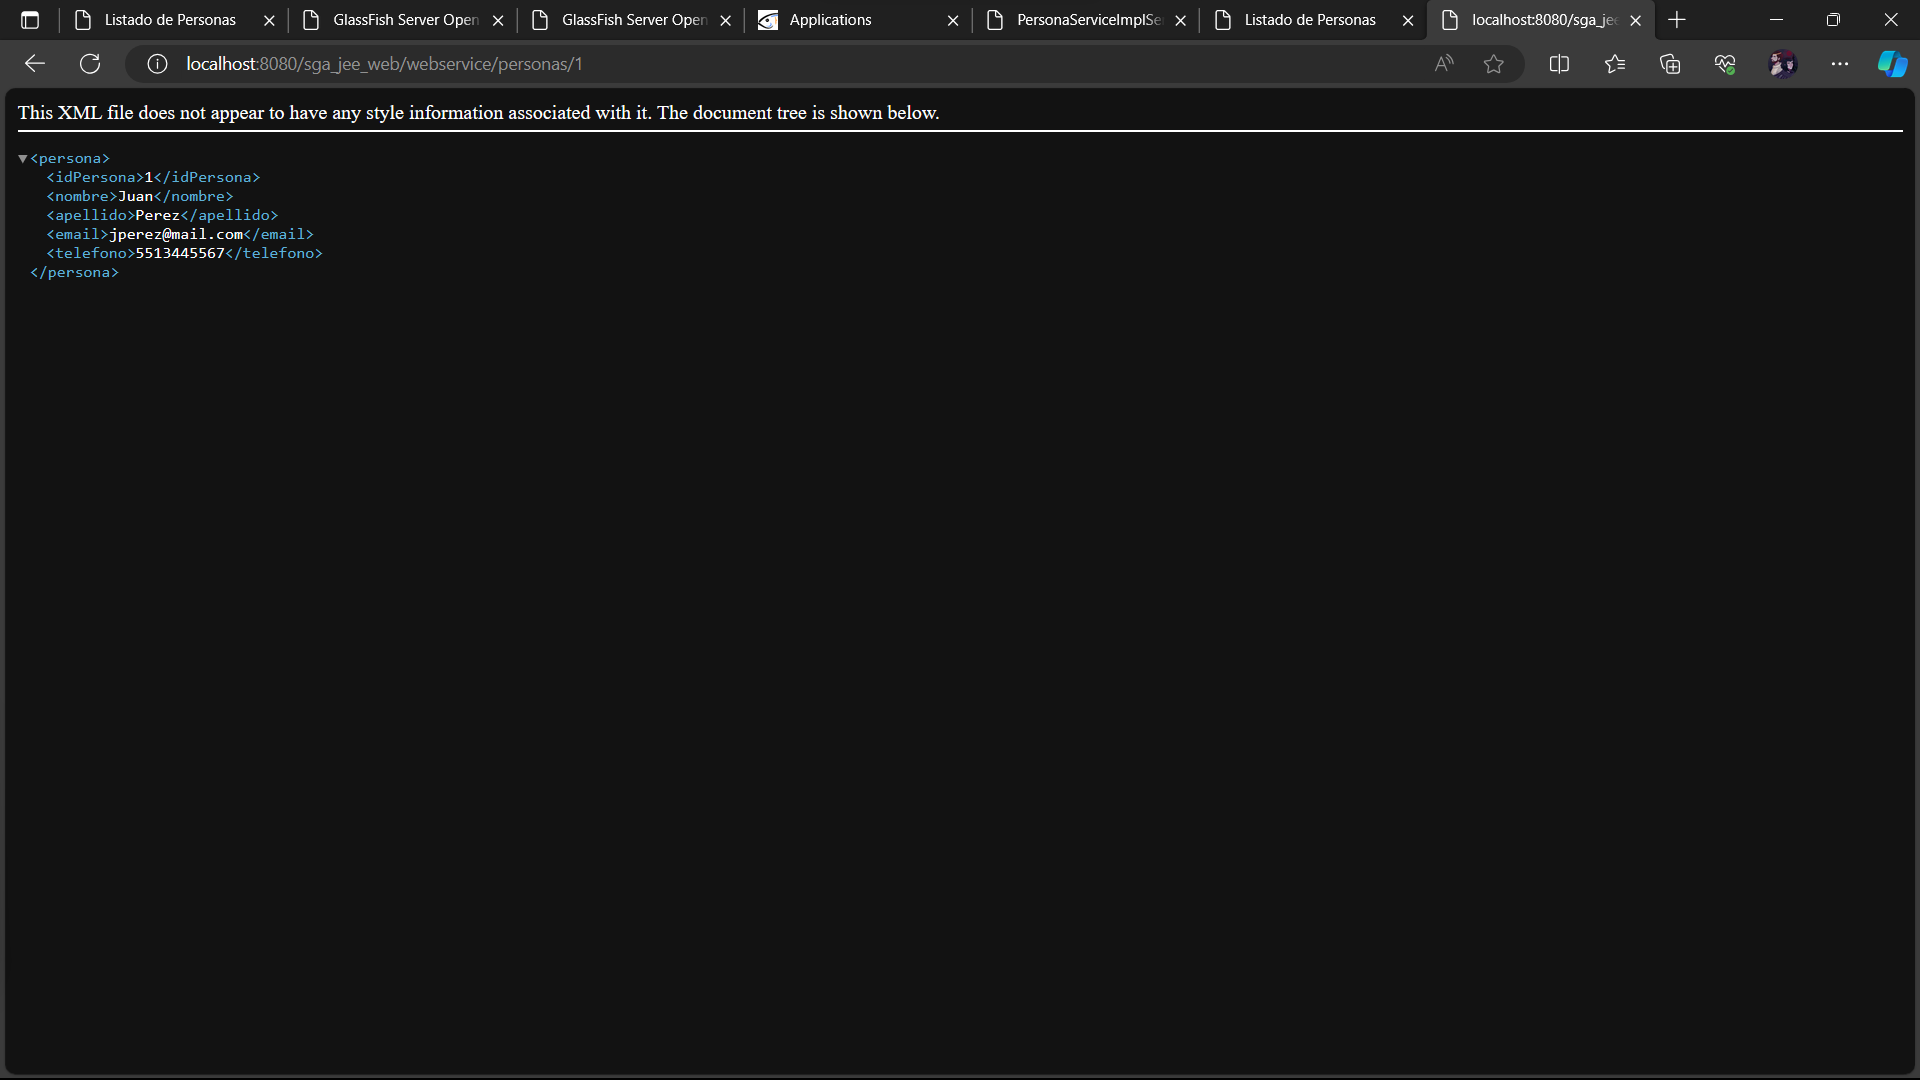 Listado de Personas
GlassFish Server Open
GlassFish Server Open
Applications
PersonaServiceImplSe
Listado de Personas
localhost:8080/sga_jee
localhost:8080/sga_jee_web/webservice/personas/1
This XML file does not appear to have any style information associated with it. The document tree is shown below.
<persona>
<idPersona>1</idPersona>
<nombre>Juan</nombre>
<apellido>Perez</apellido>
<email>jperez@mail.com</email>
<telefono>5513445567</telefono>
</persona>